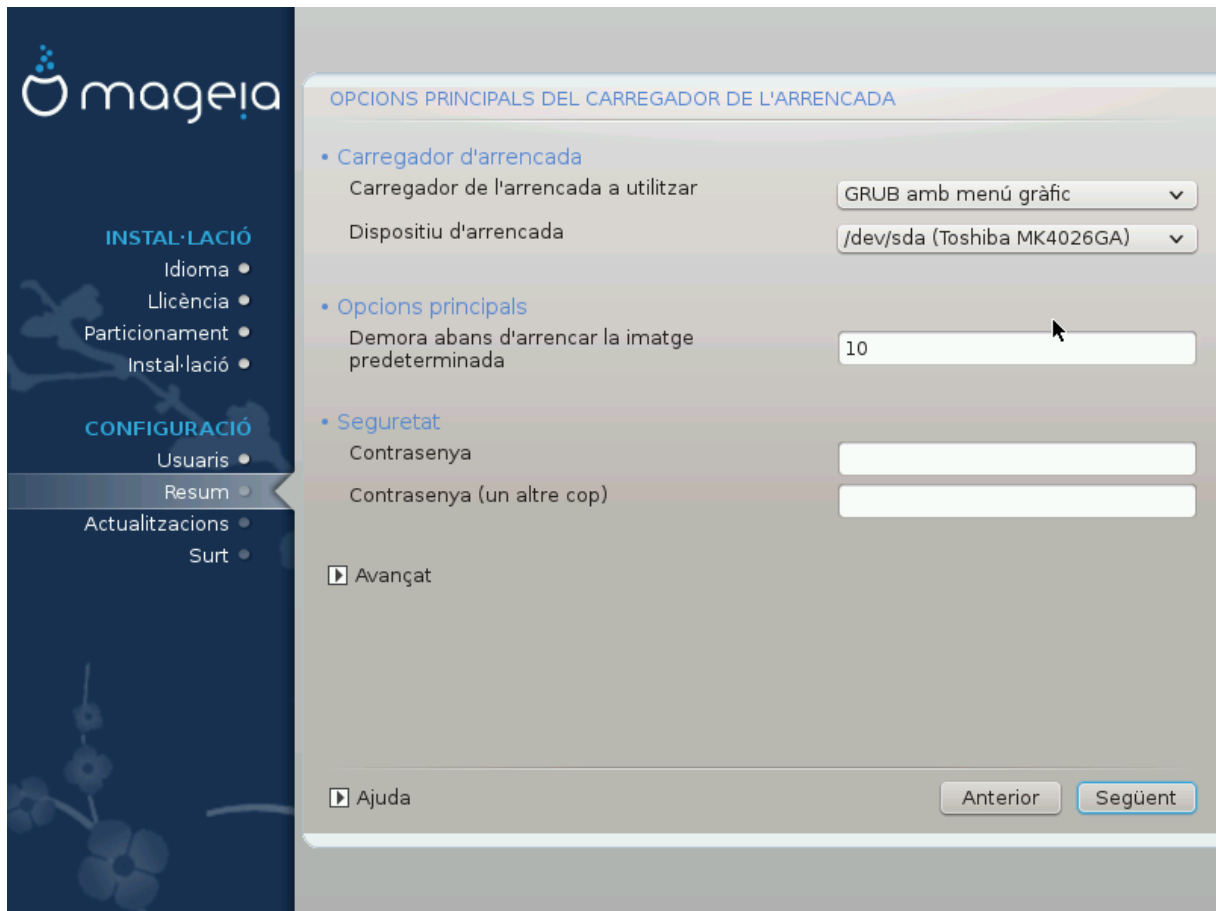 mageia
INSTAL·LACIÓ
Idioma
Llicència
Particionament
Instal·lació
CONFIGURACIÓ
Usuaris
Resum
Actualitzacions
Surt
OPCIONS PRINCIPALS DEL CARREGADOR DE L'ARRENCADA
• Carregador d'arrencada
Carregador de l'arrencada a utilitzar
GRUB amb menú gràfic
Dispositiu d'arrencada
/dev/sda (Toshiba MK4026GA)
• Opcions principals
Demora abans d'arrencar la imatge
predeterminada
10
• Seguretat
Contrasenya
Contrasenya (un altre cop)
Avançat
Ajuda
Anterior
Següent